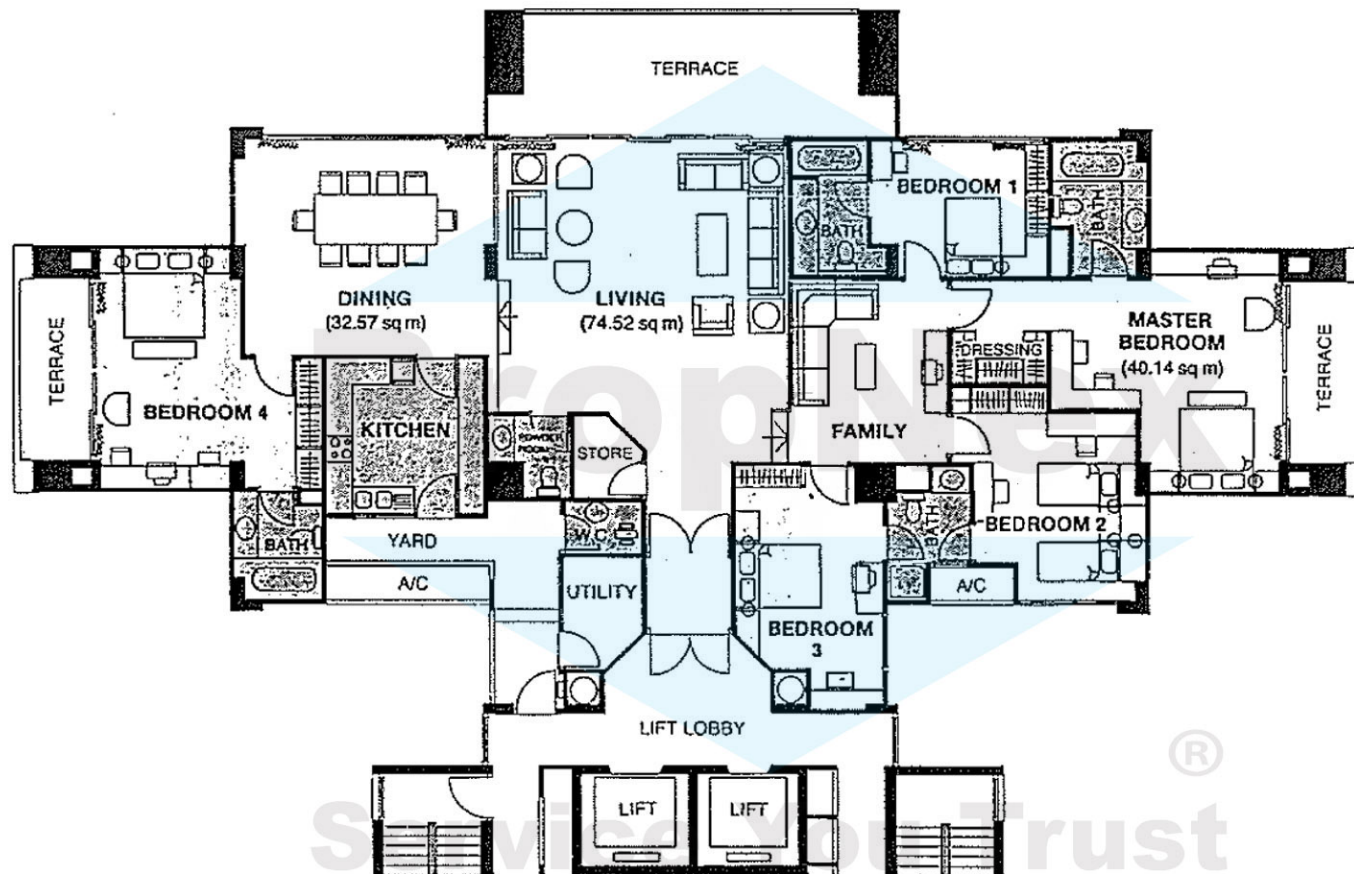 TERRACE
BEDROOM 1
BATH
BATH
DINING
(32.57 sq m)
LIVING
(74.52 sq m)
MASTER
BEDROOM
(40.14 sq m)
TERRACE
TERRACE
DRESSING
BEDROOM 4
KITCHEN
POWDER
ROOM
STORE
FAMILY
PropNex
BATH
YARD
W.C
BATH
BEDROOM 2
A/C
UTILITY
A/C
BEDROOM
3
LIFT LOBBY
®
LIFT
LIFT
Service You Trust